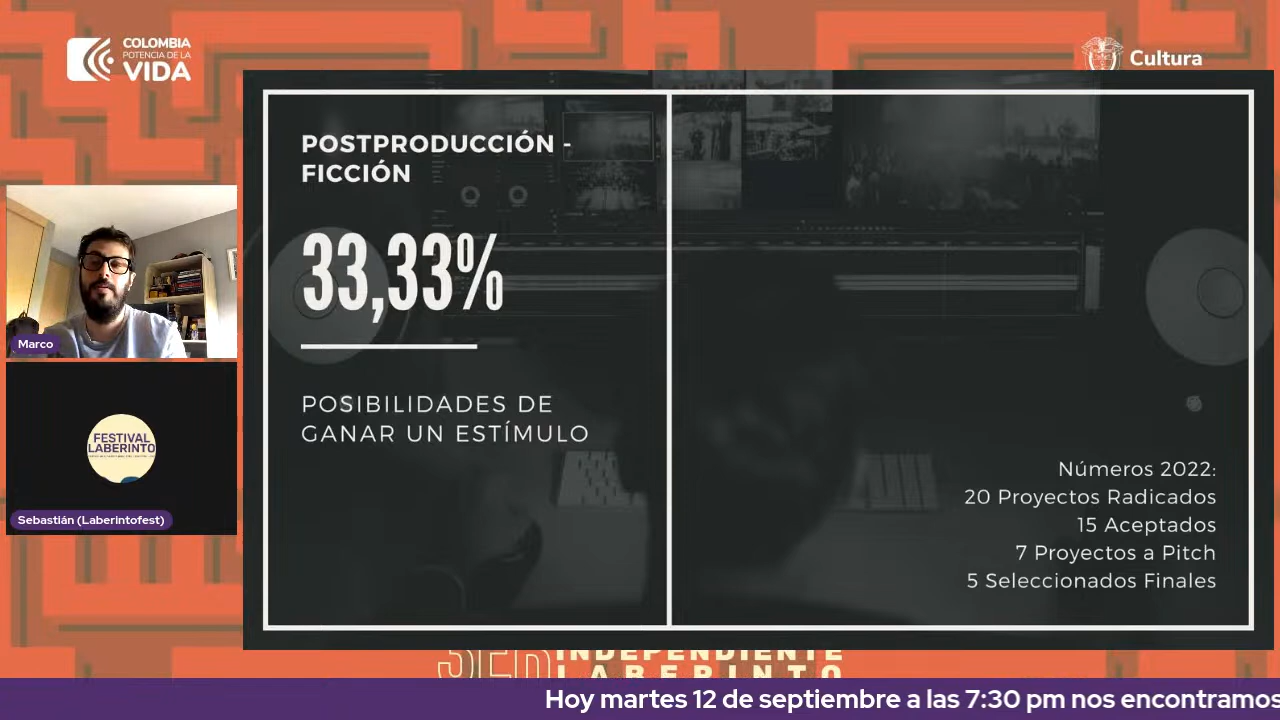 COLOMBIA
POTENCIA DE LA
VIDA
Cultura
POSTPRODUCCIÓN -
FICCIÓN
33,33%
POSIBILIDADES DE
GANAR UN ESTÍMULO
Números 2022:
20 Proyectos Radicados
15 Aceptados
7 Proyectos a Pitch
5 Seleccionados Finales
Marco
FESTIVAL
LABERINTO
Sebastián (Laberintofest)
SER INDEPENDIENTE
LABERINTO
Hoy martes 12 de septiembre a las 7:30 pm nos encontramos